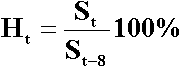 H_t = S_t / S_{t-8} 100%